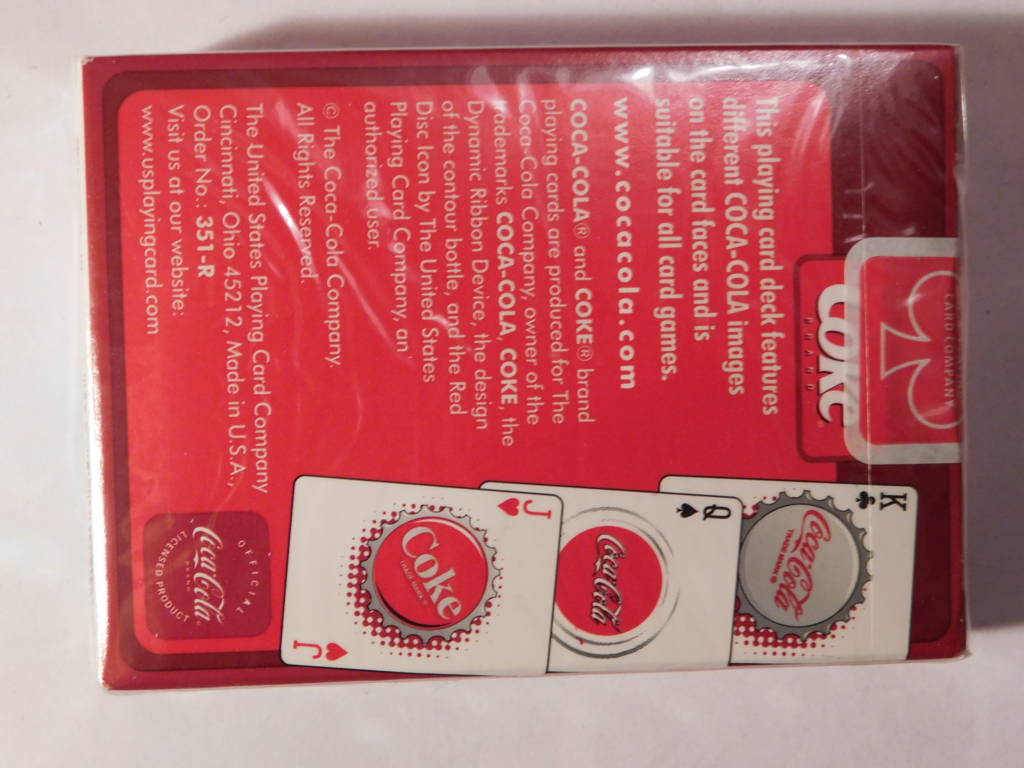 CARD COMPANY
Coke
BRAND
This playing card deck features
different COCA-COLA images
on the card faces and is
suitable for all card games.
www.cocacola.com
COCA-COLA® and COKE® brand
playing cards are produced for The
Coca-Cola Company, owner of the
trademarks COCA-COLA, COKE, the
Dynamic Ribbon Device, the design
of the contour bottle, and the Red
Disc Icon by The United States
Playing Card Company, an
authorized user.
© The Coca-Cola Company.
All Rights Reserved.
The United States Playing Card Company
Cincinnati, Ohio 45212, Made in U.S.A.,
Order No.: 351-R
Visit us at our website:
www.usplayingcard.com
K
Coca-Cola
TRADE MARK ®
Q
Coca-Cola
J
Coke
TRADE MARK ®
J
OFFICIAL
Coca-Cola
BRAND
LICENSED PRODUCT